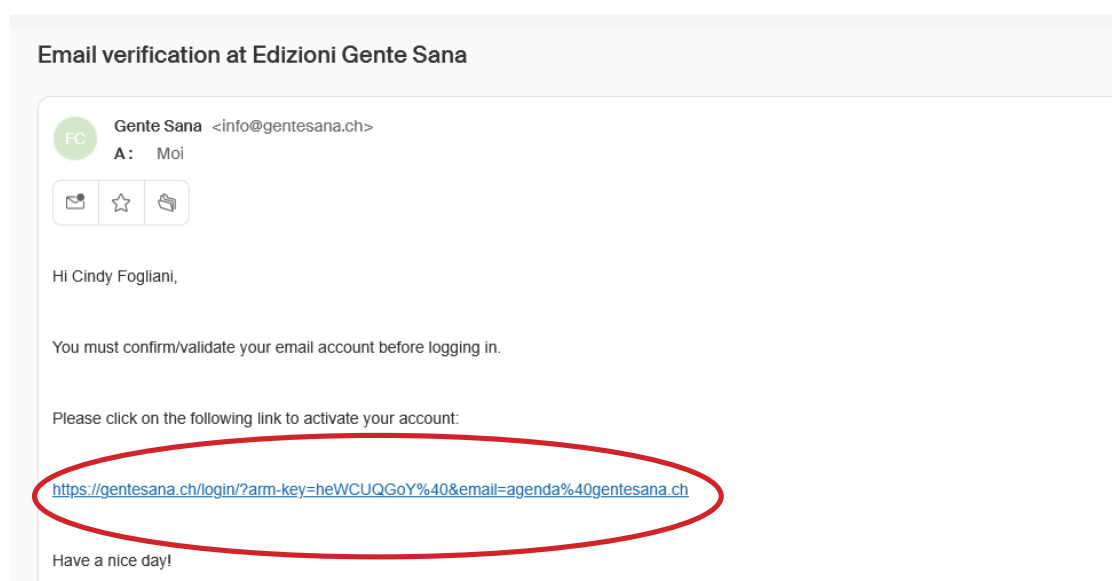 Email verification at Edizioni Gente Sana
FC
Gente Sana <info@gentesana.ch>
A: Moi
Hi Cindy Fogliani,
You must confirm/validate your email account before logging in.
Please click on the following link to activate your account:
https://gentesana.ch/login/?arm-key=heWCUQGoY%40&email=agenda%40gentesana.ch
Have a nice day!